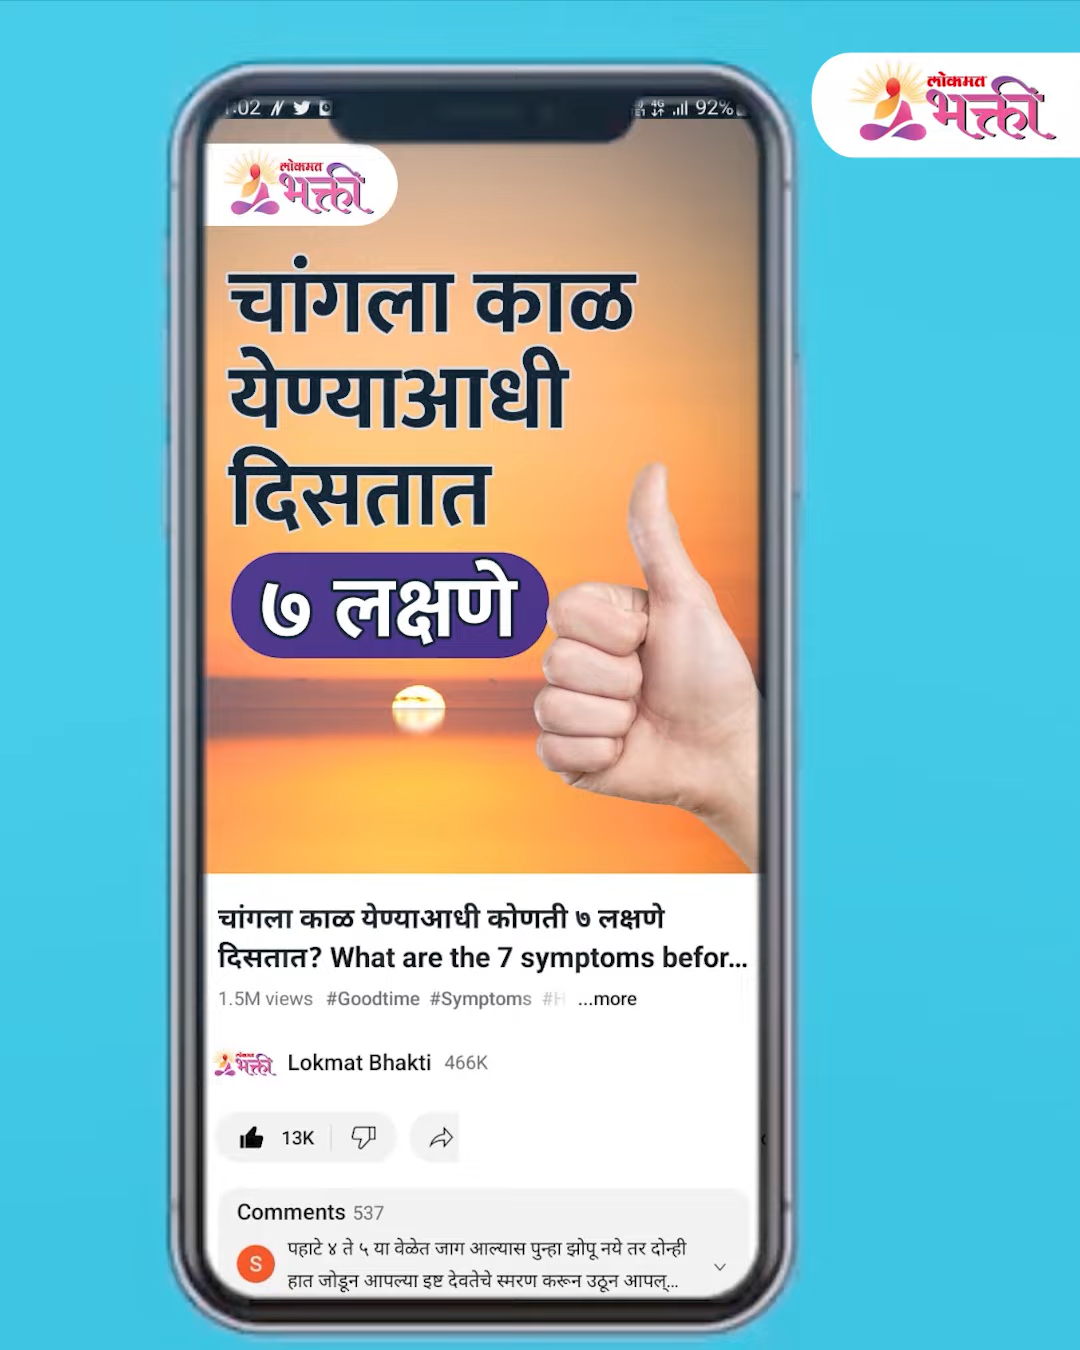 लोकमत
भक्ती
:02
92%
लोकमत
भक्ती
चांगला काळ
येण्याआधी
दिसतात
७ लक्षणे
चांगला काळ येण्याआधी कोणती ७ लक्षणे
दिसतात? What are the 7 symptoms befor...
1.5M views #Goodtime #Symptoms #H ...more
लोकमत
भक्ती
Lokmat Bhakti 466K
13K
Comments 537
S
पहाटे ४ ते ५ या वेळेत जाग आल्यास पुन्हा झोपू नये तर दोन्ही
हात जोडून आपल्या इष्ट देवतेचे स्मरण करून उठून आपल्...